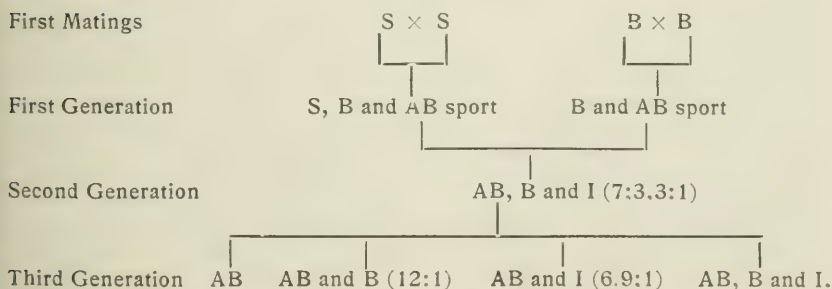 First Matings S × S B × B
First Generation S, B and AB sport B and AB sport
Second Generation AB, B and I (7:3.3:1)
Third Generation AB AB and B (12:1) AB and I (6.9:1) AB, B and I.